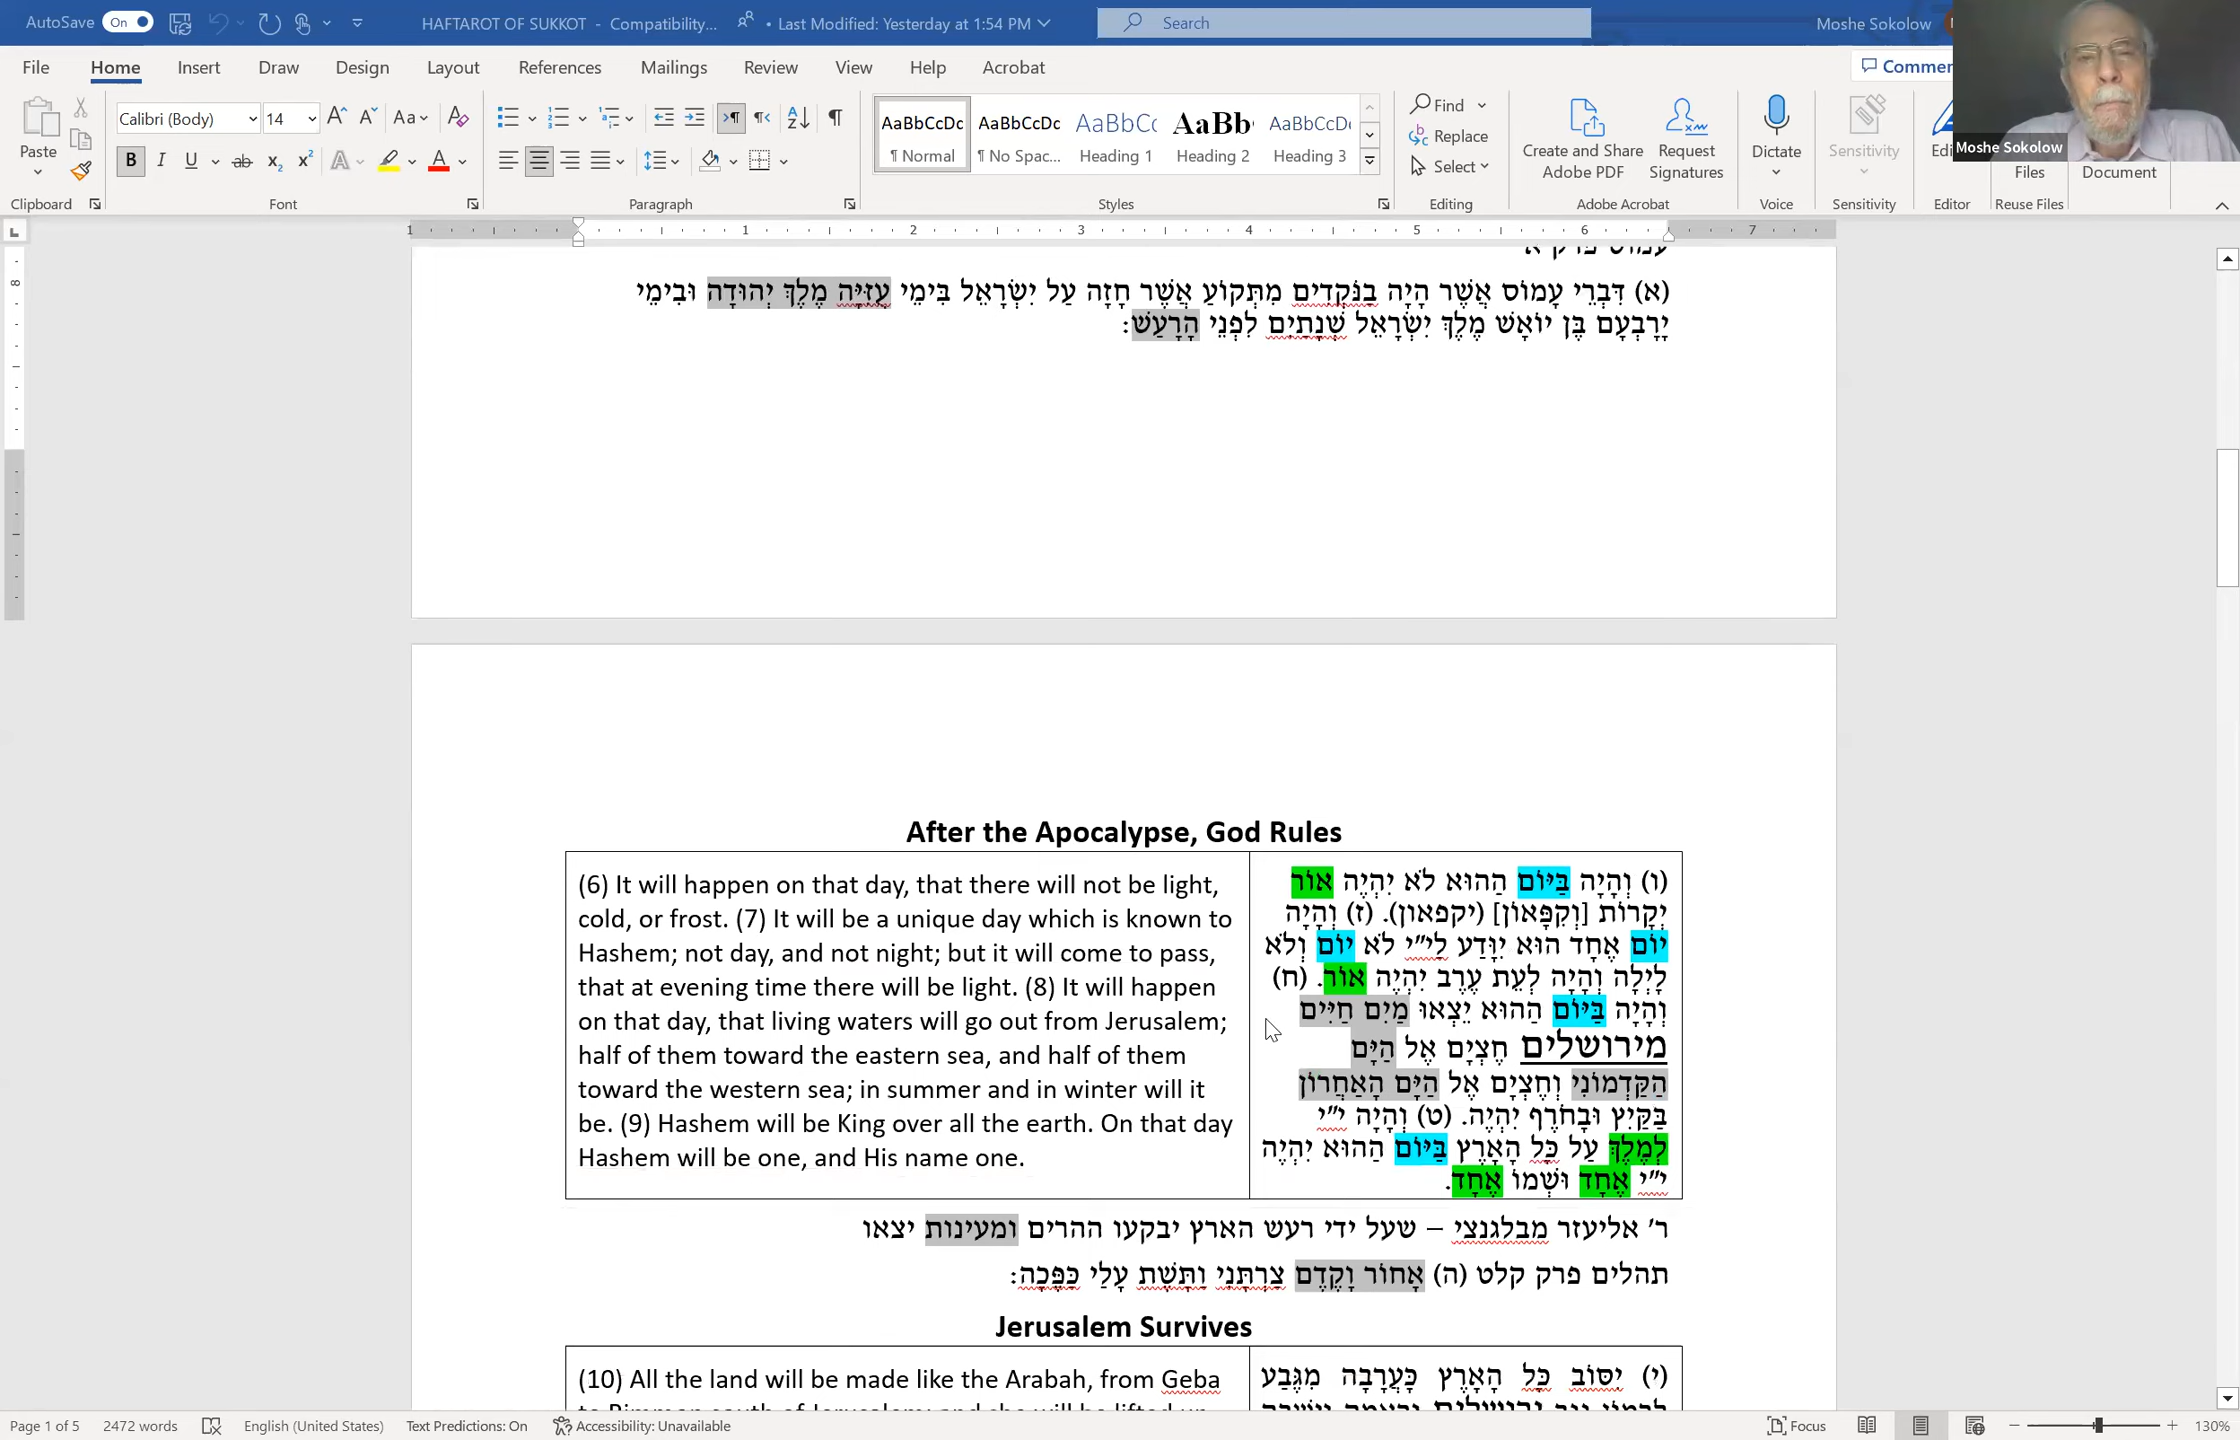 AutoSave On HAFTAROT OF SUKKOT - Compatibility... • Last Modified: Yesterday at 1:54 PM Search Moshe Sokolow
File Home Insert Draw Design Layout References Mailings Review View Help Acrobat
Calibri (Body) 14 Aa AaBbCcDc AaBbCcDc AaBbCc AaBb AaBbCcD Find
Replace
Select
Paste ¶ Normal ¶ No Spac... Heading 1 Heading 2 Heading 3 Create and Share Adobe PDF Request Signatures Dictate Sensitivity Files Document
Moshe Sokolow
Clipboard Font Paragraph Styles Editing Adobe Acrobat Voice Sensitivity Editor Reuse Files
1 1 2 3 4 5 6 7
(א) דִּבְרֵי עָמוֹס אֲשֶׁר הָיָה בַנֹּקְדִים מִתְּקוֹעַ אֲשֶׁר חָזָה עַל יִשְׂרָאֵל בִּימֵי עֻזִּיָּה מֶלֶךְ יְהוּדָה וּבִימֵי
יָרָבְעָם בֶּן יוֹאָשׁ מֶלֶךְ יִשְׂרָאֵל שְׁנָתַיִם לִפְנֵי הָרָעַשׁ:
After the Apocalypse, God Rules
(6) It will happen on that day, that there will not be light,
cold, or frost. (7) It will be a unique day which is known to
Hashem; not day, and not night; but it will come to pass,
that at evening time there will be light. (8) It will happen
on that day, that living waters will go out from Jerusalem;
half of them toward the eastern sea, and half of them
toward the western sea; in summer and in winter will it
be. (9) Hashem will be King over all the earth. On that day
Hashem will be one, and His name one.
(ו) וְהָיָה בַּיּוֹם הַהוּא לֹא יִהְיֶה אוֹר
יְקָרוֹת [וְקִפָּאוֹן] (יקפאון). (ז) וְהָיָה
יוֹם אֶחָד הוּא יִוָּדַע לַי״י לֹא יוֹם וְלֹא
לָיְלָה וְהָיָה לְעֵת עֶרֶב יִהְיֶה אוֹר. (ח)
וְהָיָה בַּיּוֹם הַהוּא יֵצְאוּ מַיִם חַיִּים
מירושלים חֶצְיָם אֶל הַיָּם
הַקַּדְמוֹנִי וְחֶצְיָם אֶל הַיָּם הָאַחֲרוֹן
בַּקַּיִץ וּבָחֹרֶף יִהְיֶה. (ט) וְהָיָה י״י
לְמֶלֶךְ עַל כָּל הָאָרֶץ בַּיּוֹם הַהוּא יִהְיֶה
י״י אֶחָד וּשְׁמוֹ אֶחָד.
ר׳ אליעזר מבלגנצי – שעל ידי רעש הארץ יבקעו ההרים ומעינות יצאו
תהלים פרק קלט (ה) אָחוֹר וָקֶדֶם צַרְתָּנִי וַתָּשֶׁת עָלַי כַּפֶּכָה:
Jerusalem Survives
(10) All the land will be made like the Arabah, from Geba
(י) יִסּוֹב כָּל הָאָרֶץ כָּעֲרָבָה מִגֶּבַע
Page 1 of 5 2472 words English (United States) Text Predictions: On Accessibility: Unavailable Focus 130%